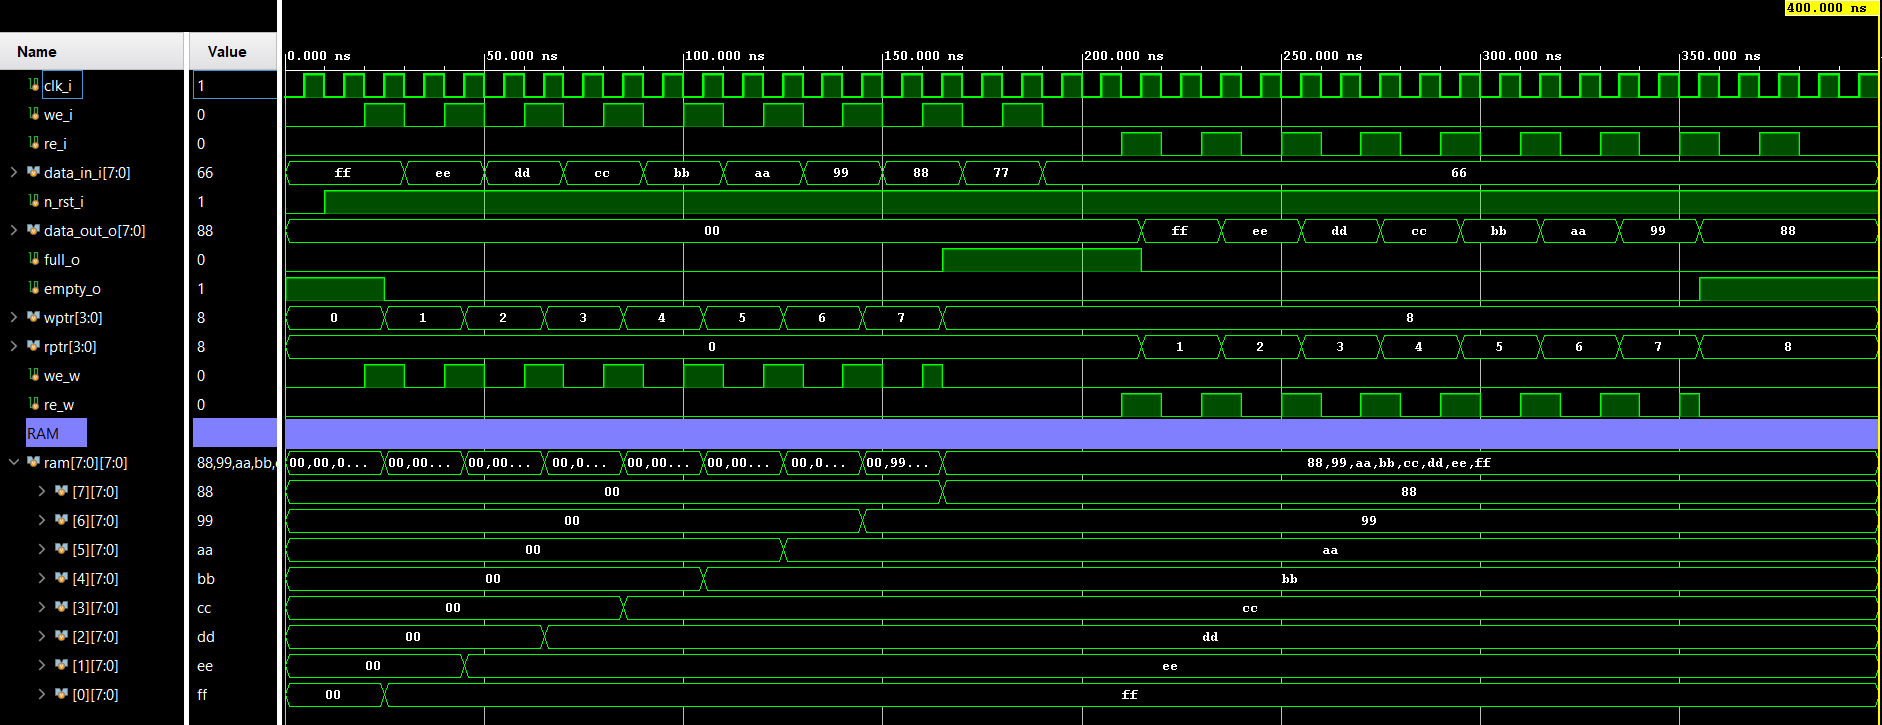 400.000 ns
Name Value
0.000 ns 50.000 ns 100.000 ns 150.000 ns 200.000 ns 250.000 ns 300.000 ns 350.000 ns
clk_i 1
we_i 0
re_i 0
data_in_i[7:0] 66 ff ee dd cc bb aa 99 88 77 66
n_rst_i 1
data_out_o[7:0] 88 00 ff ee dd cc bb aa 99 88
full_o 0
empty_o 1
wptr[3:0] 8 0 1 2 3 4 5 6 7 8
rptr[3:0] 8 0 1 2 3 4 5 6 7 8
we_w 0
re_w 0
RAM
ram[7:0][7:0] 88,99,aa,bb, 00,00,0... 00,00... 00,00... 00,0... 00,00... 00,00... 00,0... 00,99... 88,99,aa,bb,cc,dd,ee,ff
[7][7:0] 88 00 88
[6][7:0] 99 00 99
[5][7:0] aa 00 aa
[4][7:0] bb 00 bb
[3][7:0] cc 00 cc
[2][7:0] dd 00 dd
[1][7:0] ee 00 ee
[0][7:0] ff 00 ff